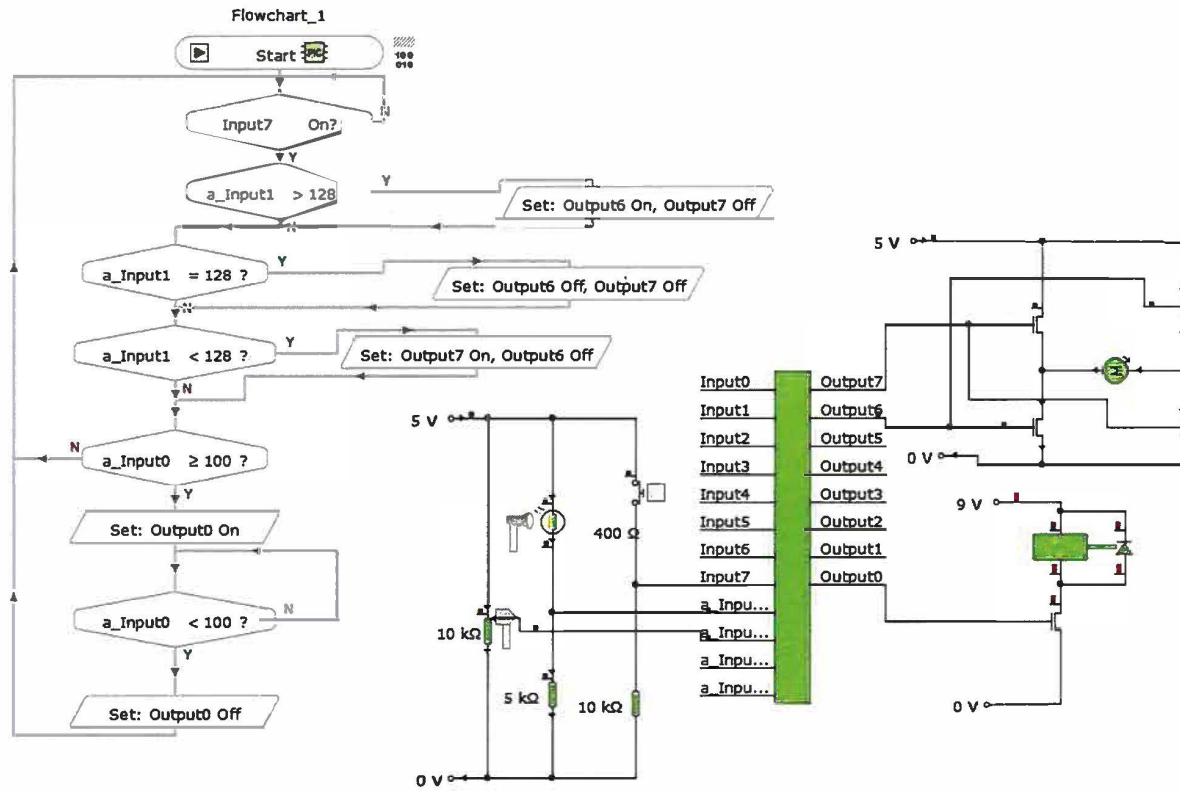 Flowchart_1
Start PIC
100
010
N
Input7 On?
Y
a_Input1 > 128
Y
Set: Output6 On, Output7 Off
N
a_Input1 = 128 ?
Y
Set: Output6 Off, Output7 Off
N
a_Input1 < 128 ?
Y
Set: Output7 On, Output6 Off
N
a_Input0 ≥ 100 ?
N
Y
Set: Output0 On
a_Input0 < 100 ?
N
Y
Set: Output0 Off
5 V
400 Ω
10 kΩ
5 kΩ
10 kΩ
0 V
Input0 Output7
Input1 Output6
Input2 Output5
Input3 Output4
Input4 Output3
Input5 Output2
Input6 Output1
Input7 Output0
a_Inpu...
a_Inpu...
a_Inpu...
a_Inpu...
5 V
M
0 V
9 V
0 V